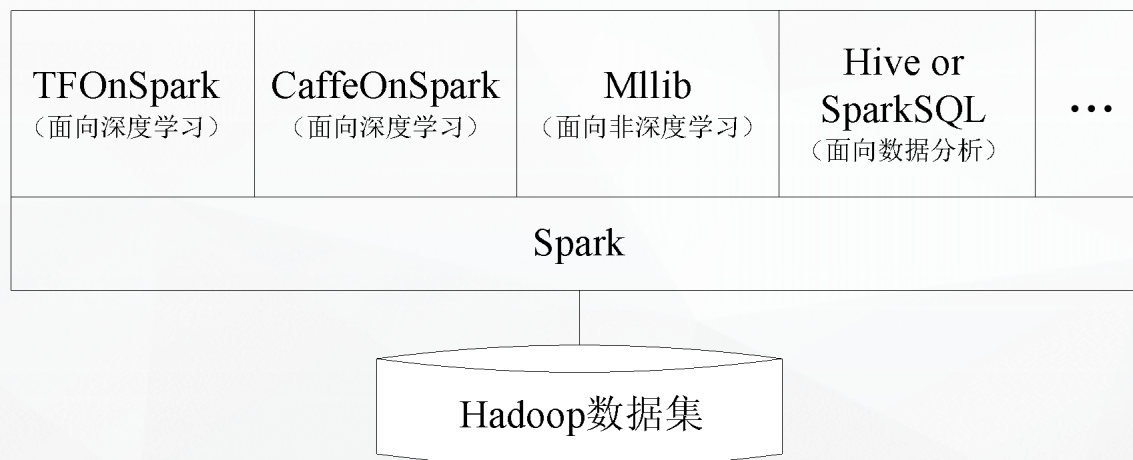 TFOnSpark
（面向深度学习）
CaffeOnSpark
（面向深度学习）
Mllib
（面向非深度学习）
Hive or
SparkSQL
（面向数据分析）
...
Spark
Hadoop数据集